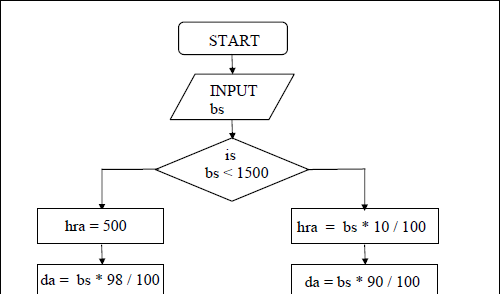 START
INPUT
bs
is
bs < 1500
hra = 500
hra = bs * 10 / 100
da = bs * 98 / 100
da = bs * 90 / 100